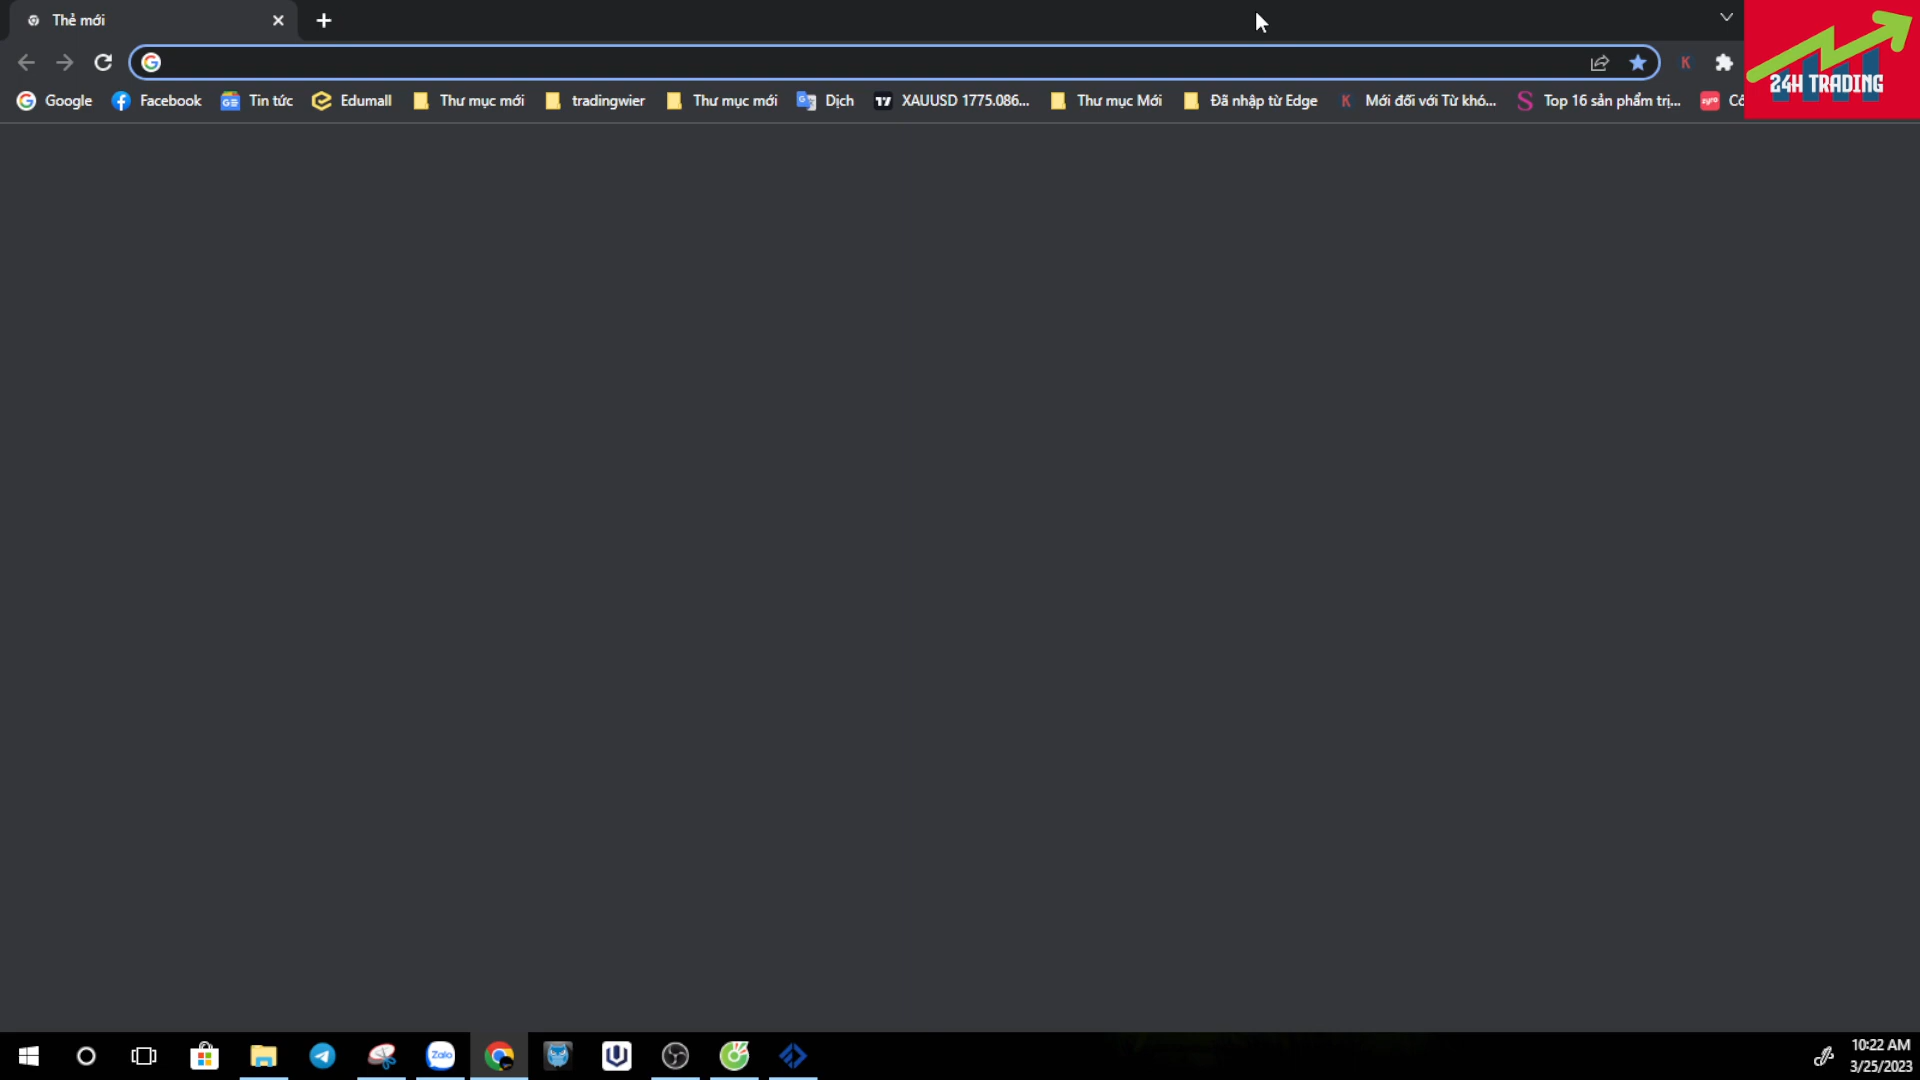 Thẻ mới
Google
Facebook
Tin tức
Edumall
Thư mục mới
tradingwier
Thư mục mới
Dịch
XAUUSD 1775.086...
Thư mục Mới
Đã nhập từ Edge
Mới đối với Từ khó...
Top 16 sản phẩm trị...
24H TRADING
Zalo
10:22 AM
3/25/2023